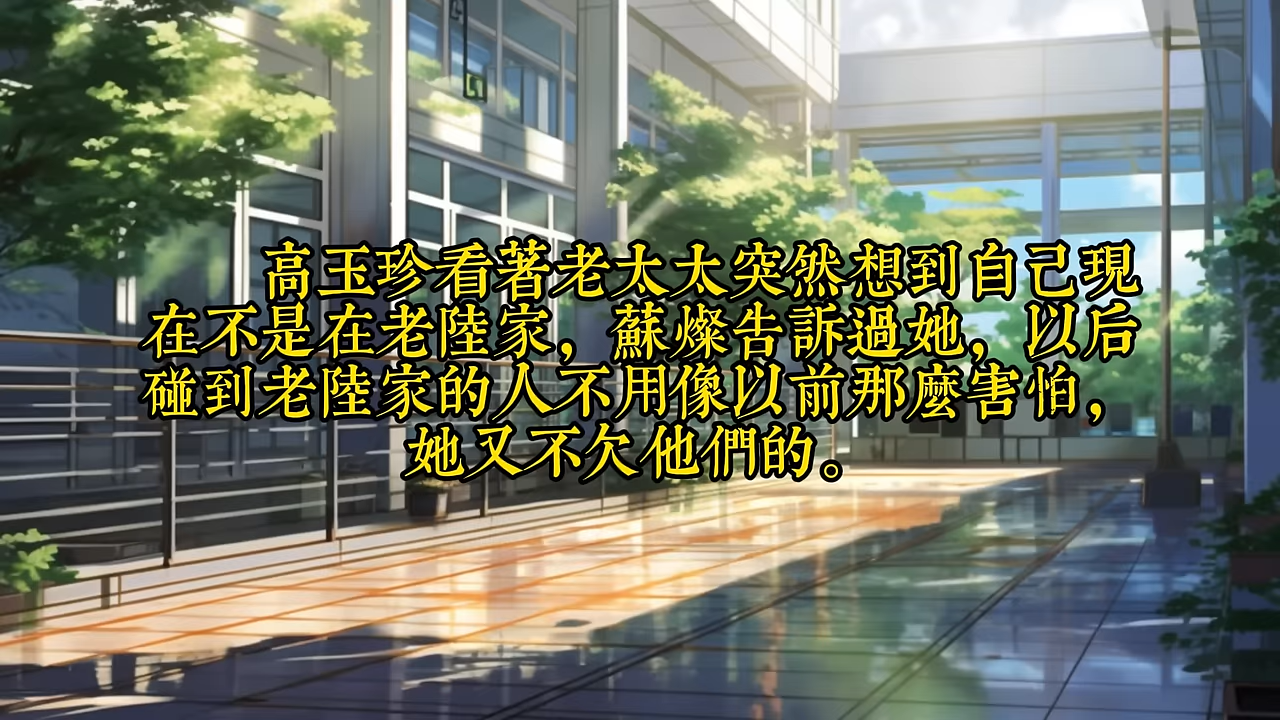 高玉珍看著老太太突然想到自己現
在不是在老陸家，蘇燦告訴過她，以后
碰到老陸家的人不用像以前那麼害怕，
她又不欠他們的。